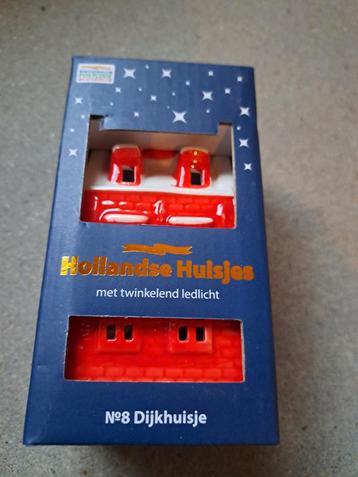 Hollandse Huisjes
met twinkelend ledlicht
№8 Dijkhuisje